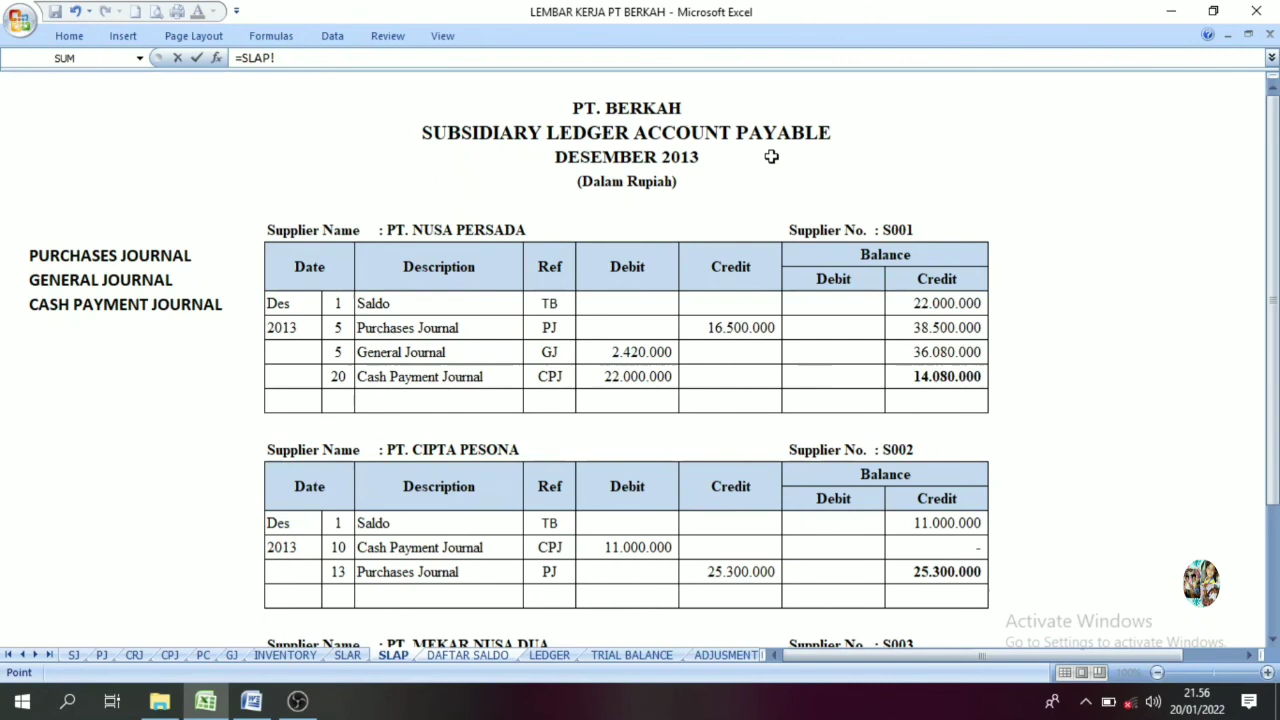 LEMBAR KERJA PT BERKAH - Microsoft Excel
Home Insert Page Layout Formulas Data Review View
SUM =SLAP!
PT. BERKAH
SUBSIDIARY LEDGER ACCOUNT PAYABLE
DESEMBER 2013
(Dalam Rupiah)
PURCHASES JOURNAL
GENERAL JOURNAL
CASH PAYMENT JOURNAL
Supplier Name : PT. NUSA PERSADA Supplier No. : S001
Date Description Ref Debit Credit Balance
Debit Credit
Des 1 Saldo TB 22.000.000
2013 5 Purchases Journal PJ 16.500.000 38.500.000
5 General Journal GJ 2.420.000 36.080.000
20 Cash Payment Journal CPJ 22.000.000 14.080.000
Supplier Name : PT. CIPTA PESONA Supplier No. : S002
Date Description Ref Debit Credit Balance
Debit Credit
Des 1 Saldo TB 11.000.000
2013 10 Cash Payment Journal CPJ 11.000.000 -
13 Purchases Journal PJ 25.300.000 25.300.000
Supplier Name : PT. MEKAR NUSA DUA Supplier No. : S003
Activate Windows
Go to Settings to activate Windows.
SJ PJ CRJ CPJ PC GJ INVENTORY SLAR SLAP DAFTAR SALDO LEDGER TRIAL BALANCE ADJUSMENT
Point 100%
21.56
20/01/2022